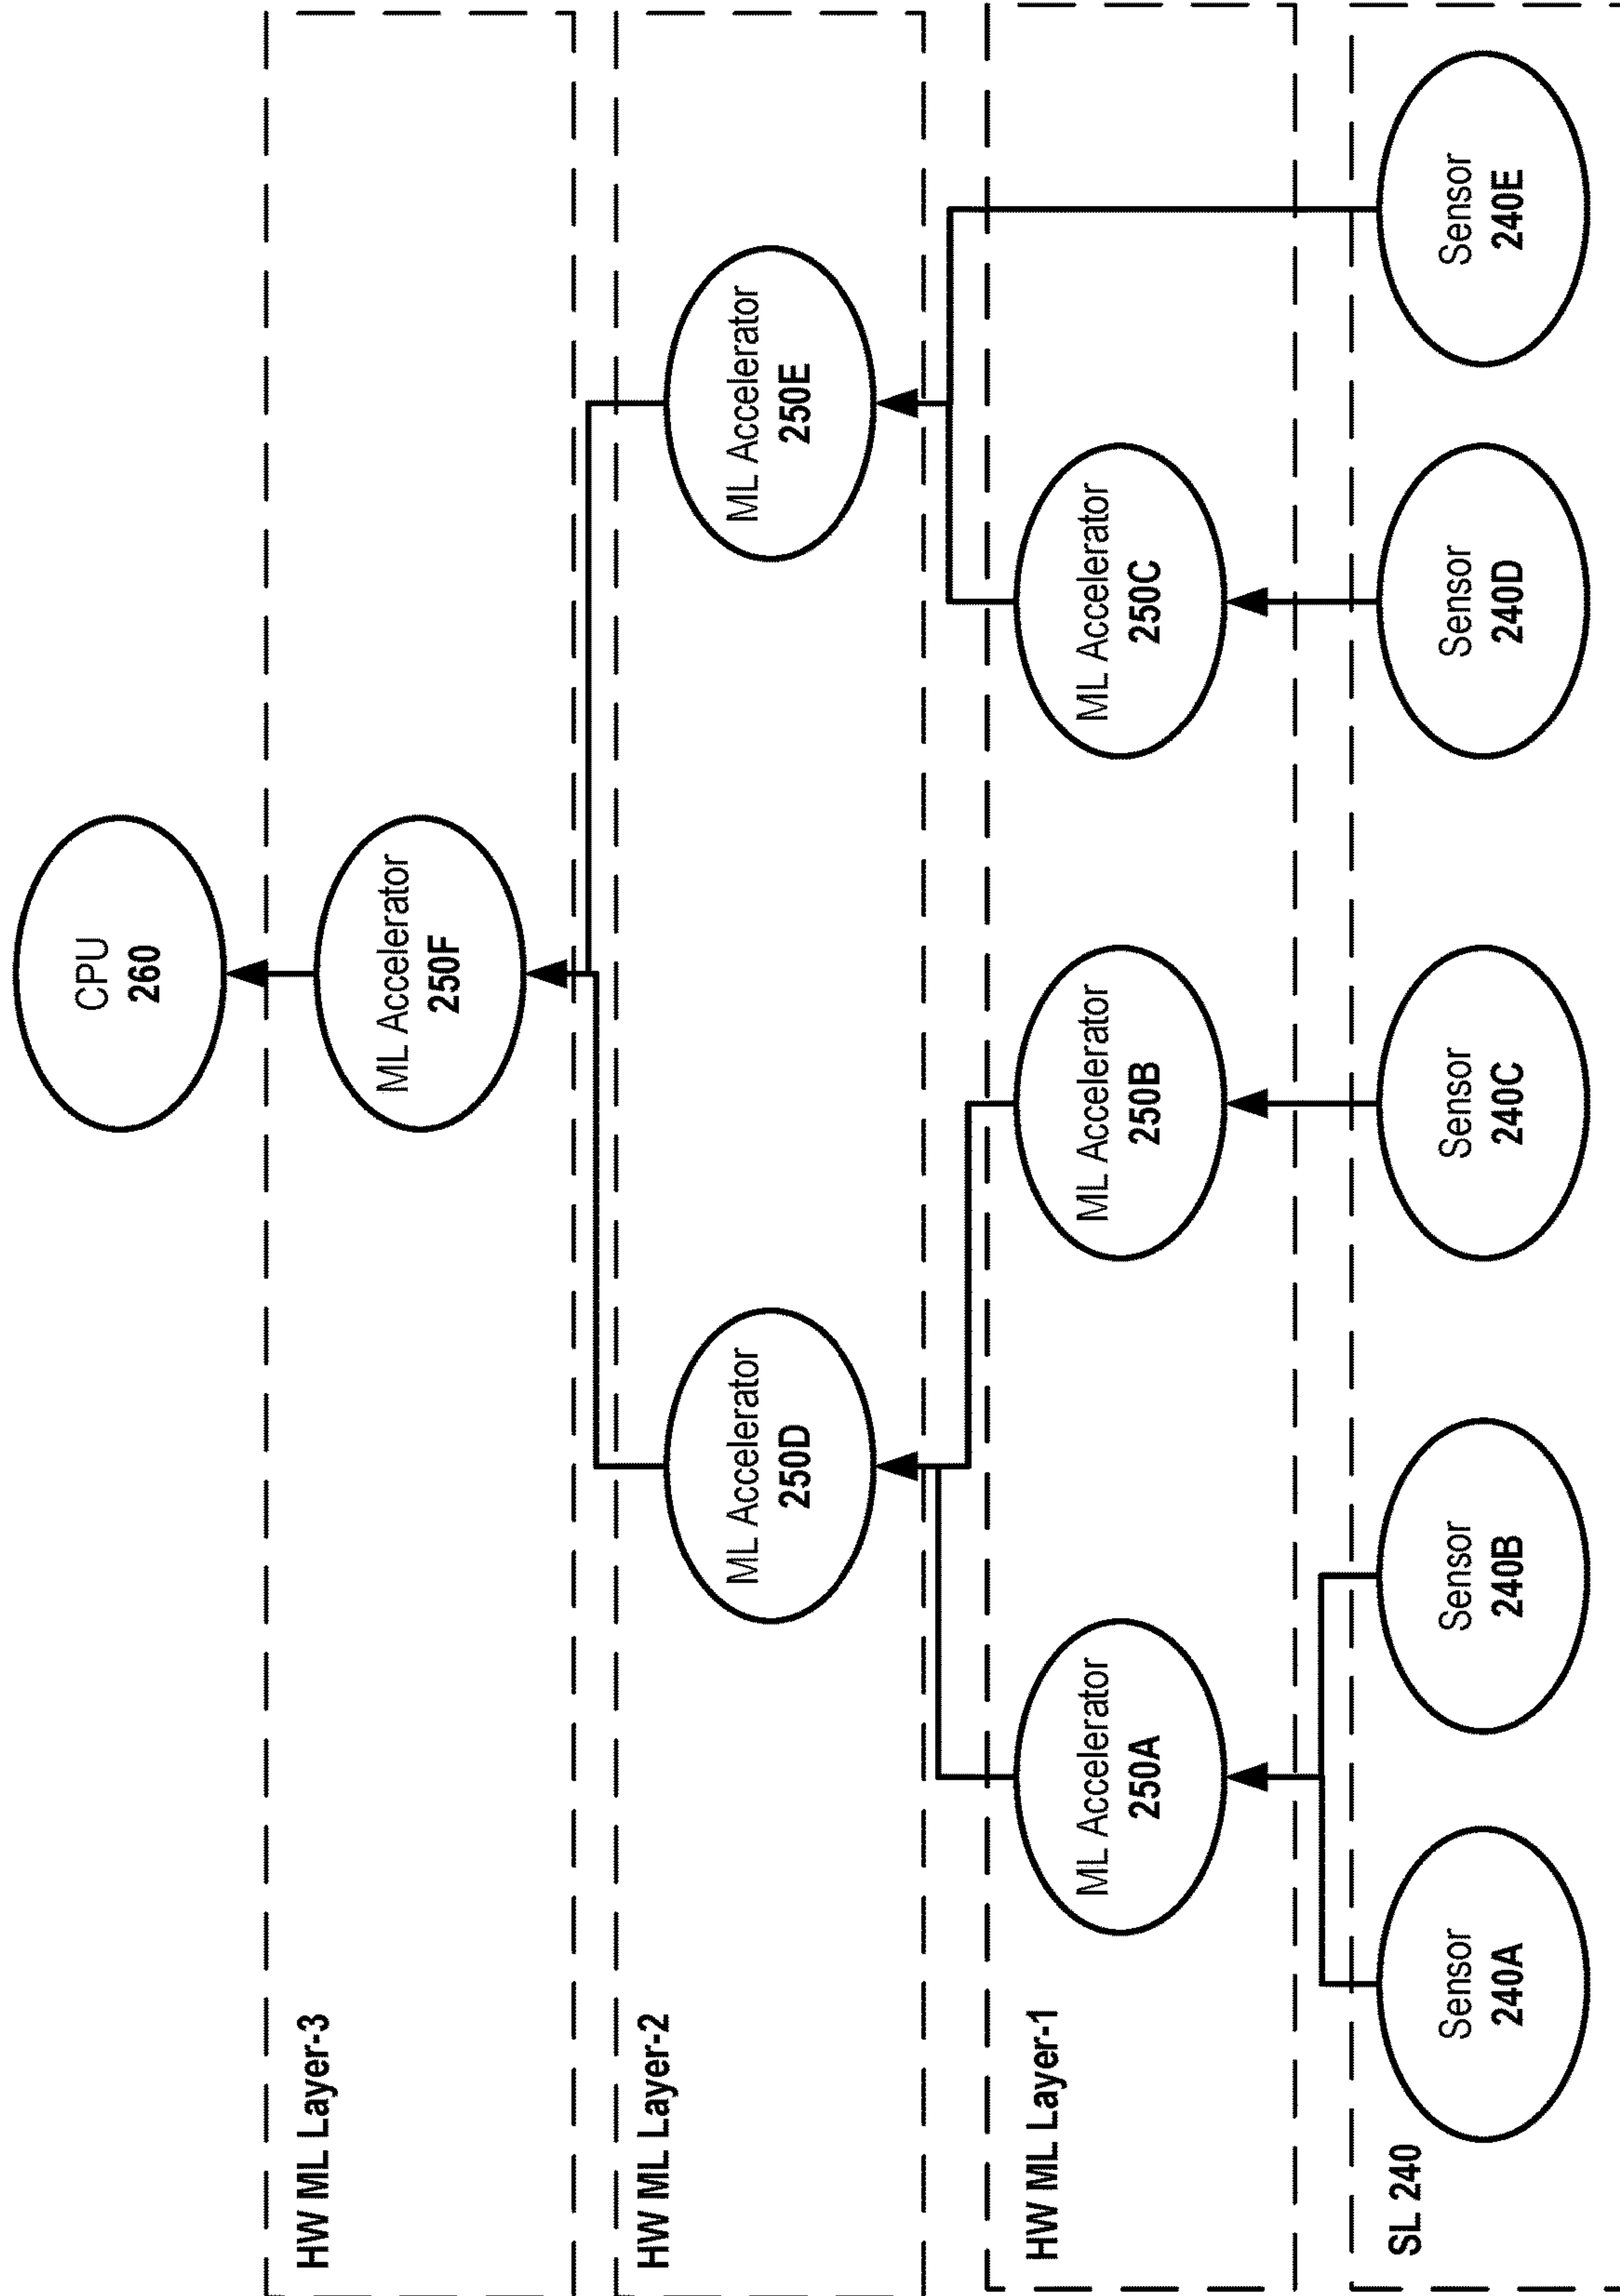 CPU
260
HW ML Layer-3
ML Accelerator
250F
HW ML Layer-2
ML Accelerator
250D
ML Accelerator
250E
HW ML Layer-1
ML Accelerator
250A
ML Accelerator
250B
ML Accelerator
250C
SL 240
Sensor
240A
Sensor
240B
Sensor
240C
Sensor
240D
Sensor
240E